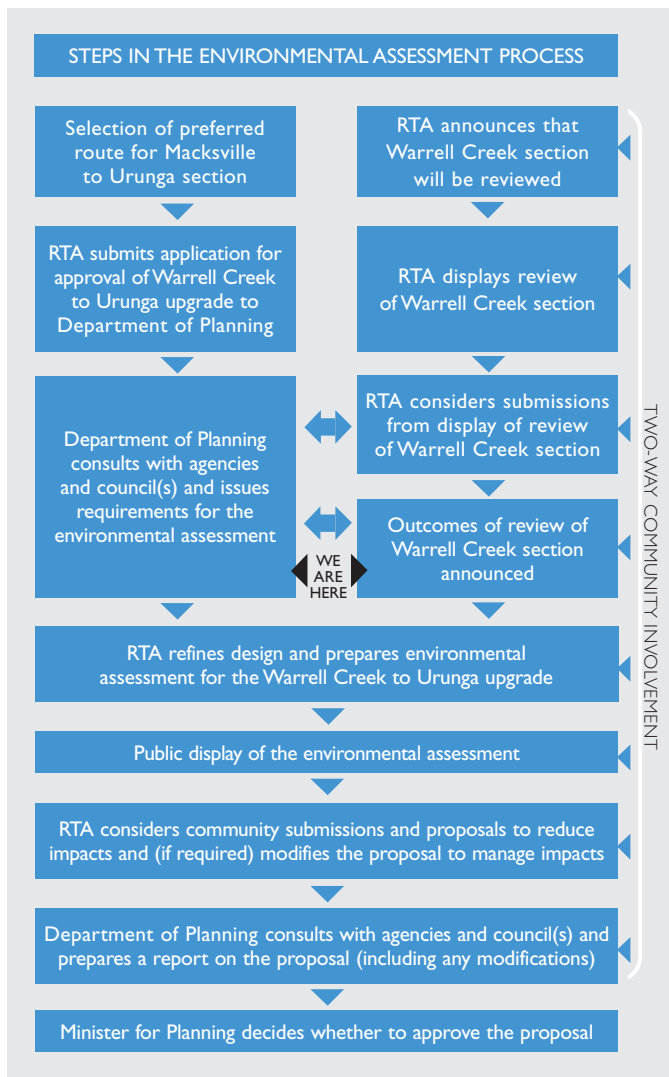 STEPS IN THE ENVIRONMENTAL ASSESSMENT PROCESS
Selection of preferred
route for Macksville
to Urunga section
RTA announces that
Warrell Creek section
will be reviewed
RTA submits application for
approval of Warrell Creek
to Urunga upgrade to
Department of Planning
RTA displays review
of Warrell Creek section
Department of Planning
consults with agencies
and council(s) and issues
requirements for the
environmental assessment
RTA considers submissions
from display of review
of Warrell Creek section
Outcomes of review of
Warrell Creek section
announced
WE
ARE
HERE
RTA refines design and prepares environmental
assessment for the Warrell Creek to Urunga upgrade
Public display of the environmental assessment
RTA considers community submissions and proposals to reduce
impacts and (if required) modifies the proposal to manage impacts
Department of Planning consults with agencies and council(s) and
prepares a report on the proposal (including any modifications)
Minister for Planning decides whether to approve the proposal
TWO-WAY COMMUNITY INVOLVEMENT